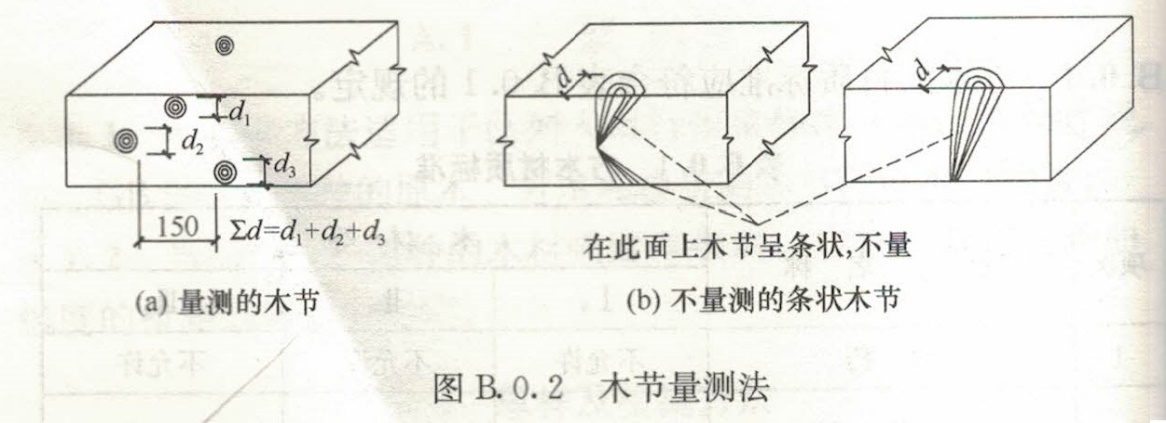 d₁
d₂
d₃
150
Σd=d₁+d₂+d₃
(a) 量测的木节
d
d
在此面上木节呈条状,不量
(b) 不量测的条状木节
图 B.0.2 木节量测法